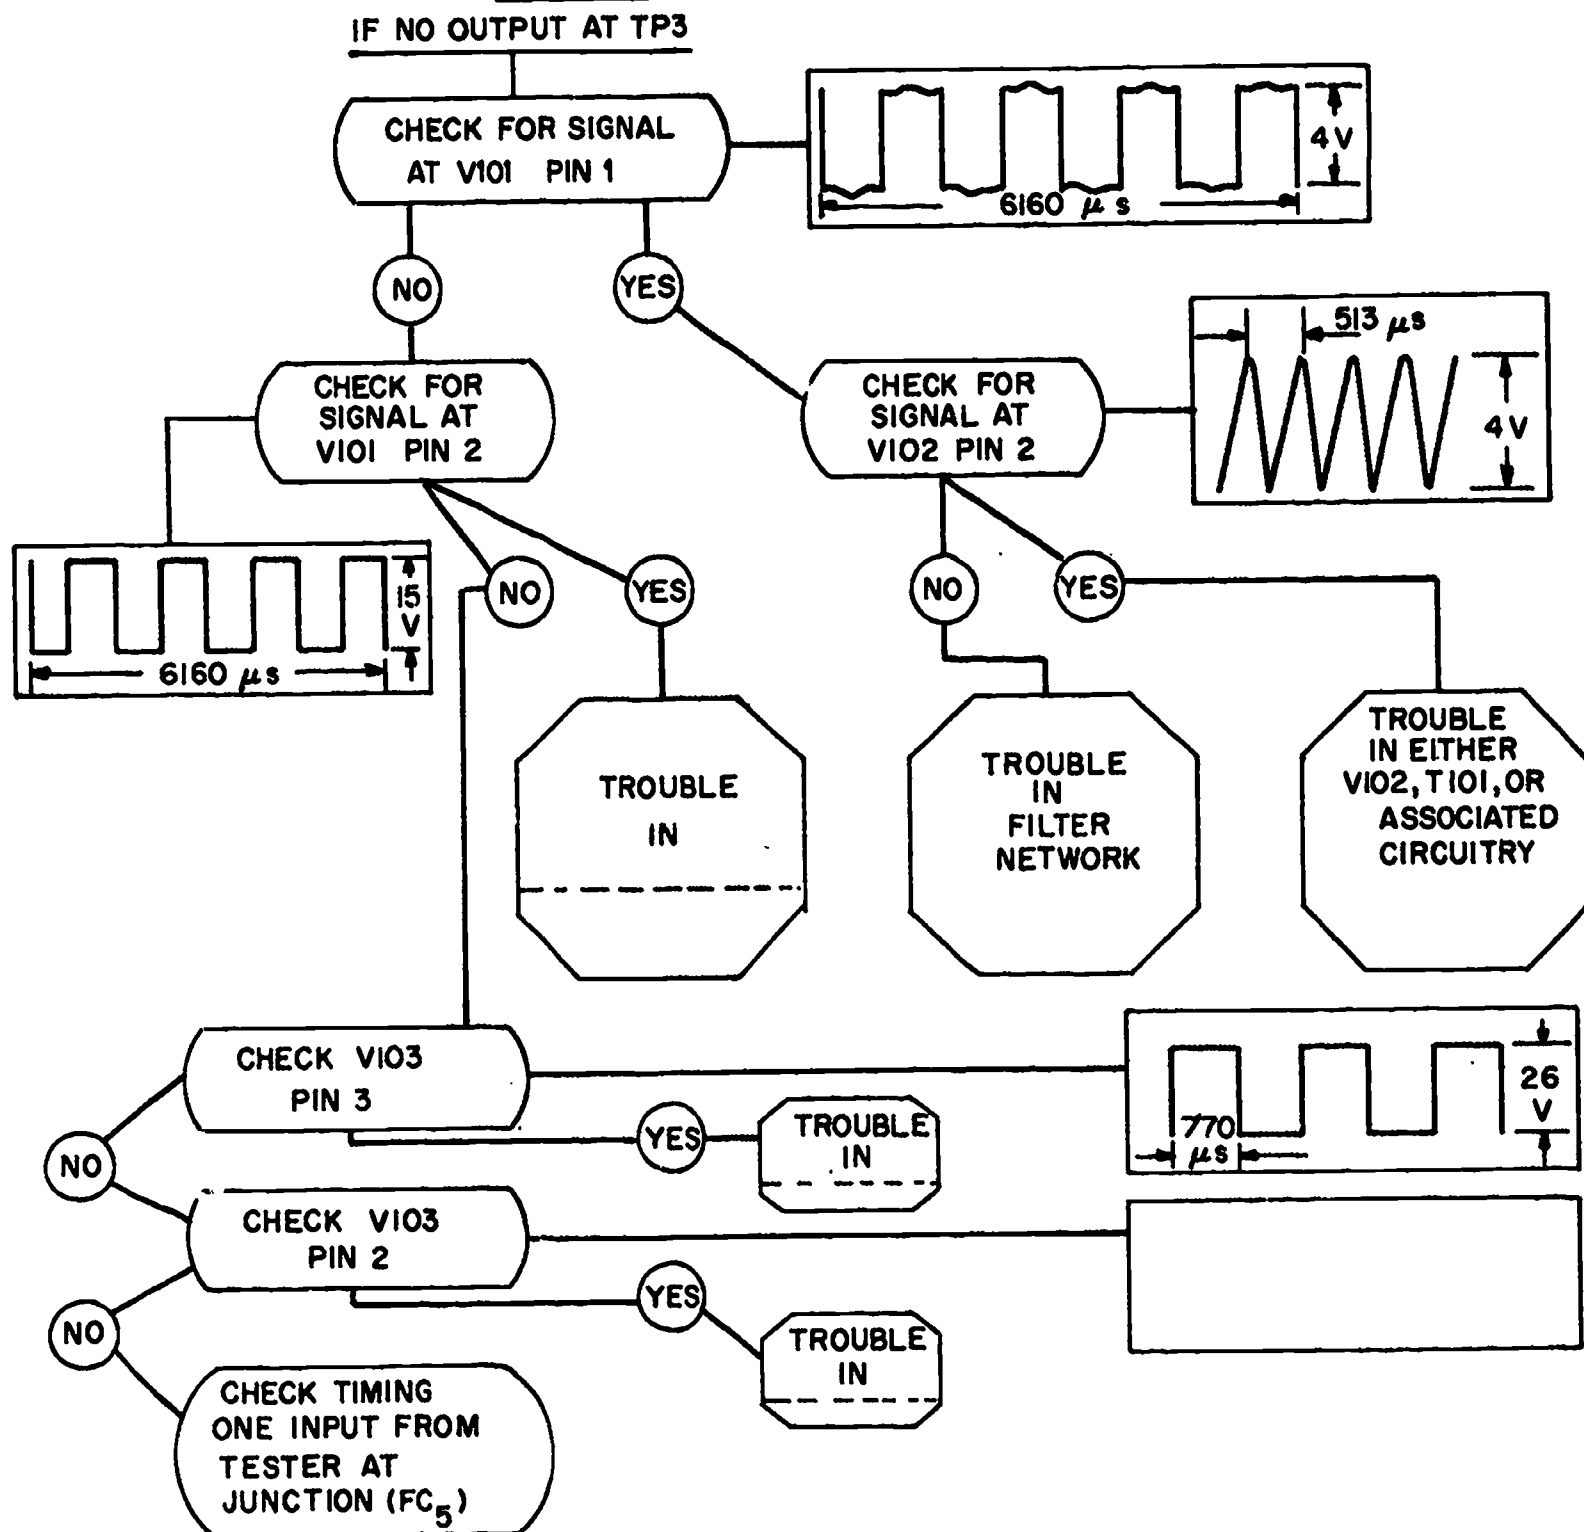 IF NO OUTPUT AT TP3
CHECK FOR SIGNAL
AT V101 PIN 1
4V
6160 μs
NO
YES
513 μs
4V
CHECK FOR
SIGNAL AT
V101 PIN 2
CHECK FOR
SIGNAL AT
V102 PIN 2
15
V
6160 μs
NO
YES
NO
YES
TROUBLE
IN
TROUBLE
IN
FILTER
NETWORK
TROUBLE
IN EITHER
V102, T101, OR
ASSOCIATED
CIRCUITRY
CHECK V103
PIN 3
26
V
770
μs
YES
TROUBLE
IN
NO
CHECK V103
PIN 2
YES
TROUBLE
IN
NO
CHECK TIMING
ONE INPUT FROM
TESTER AT
JUNCTION (FC5)